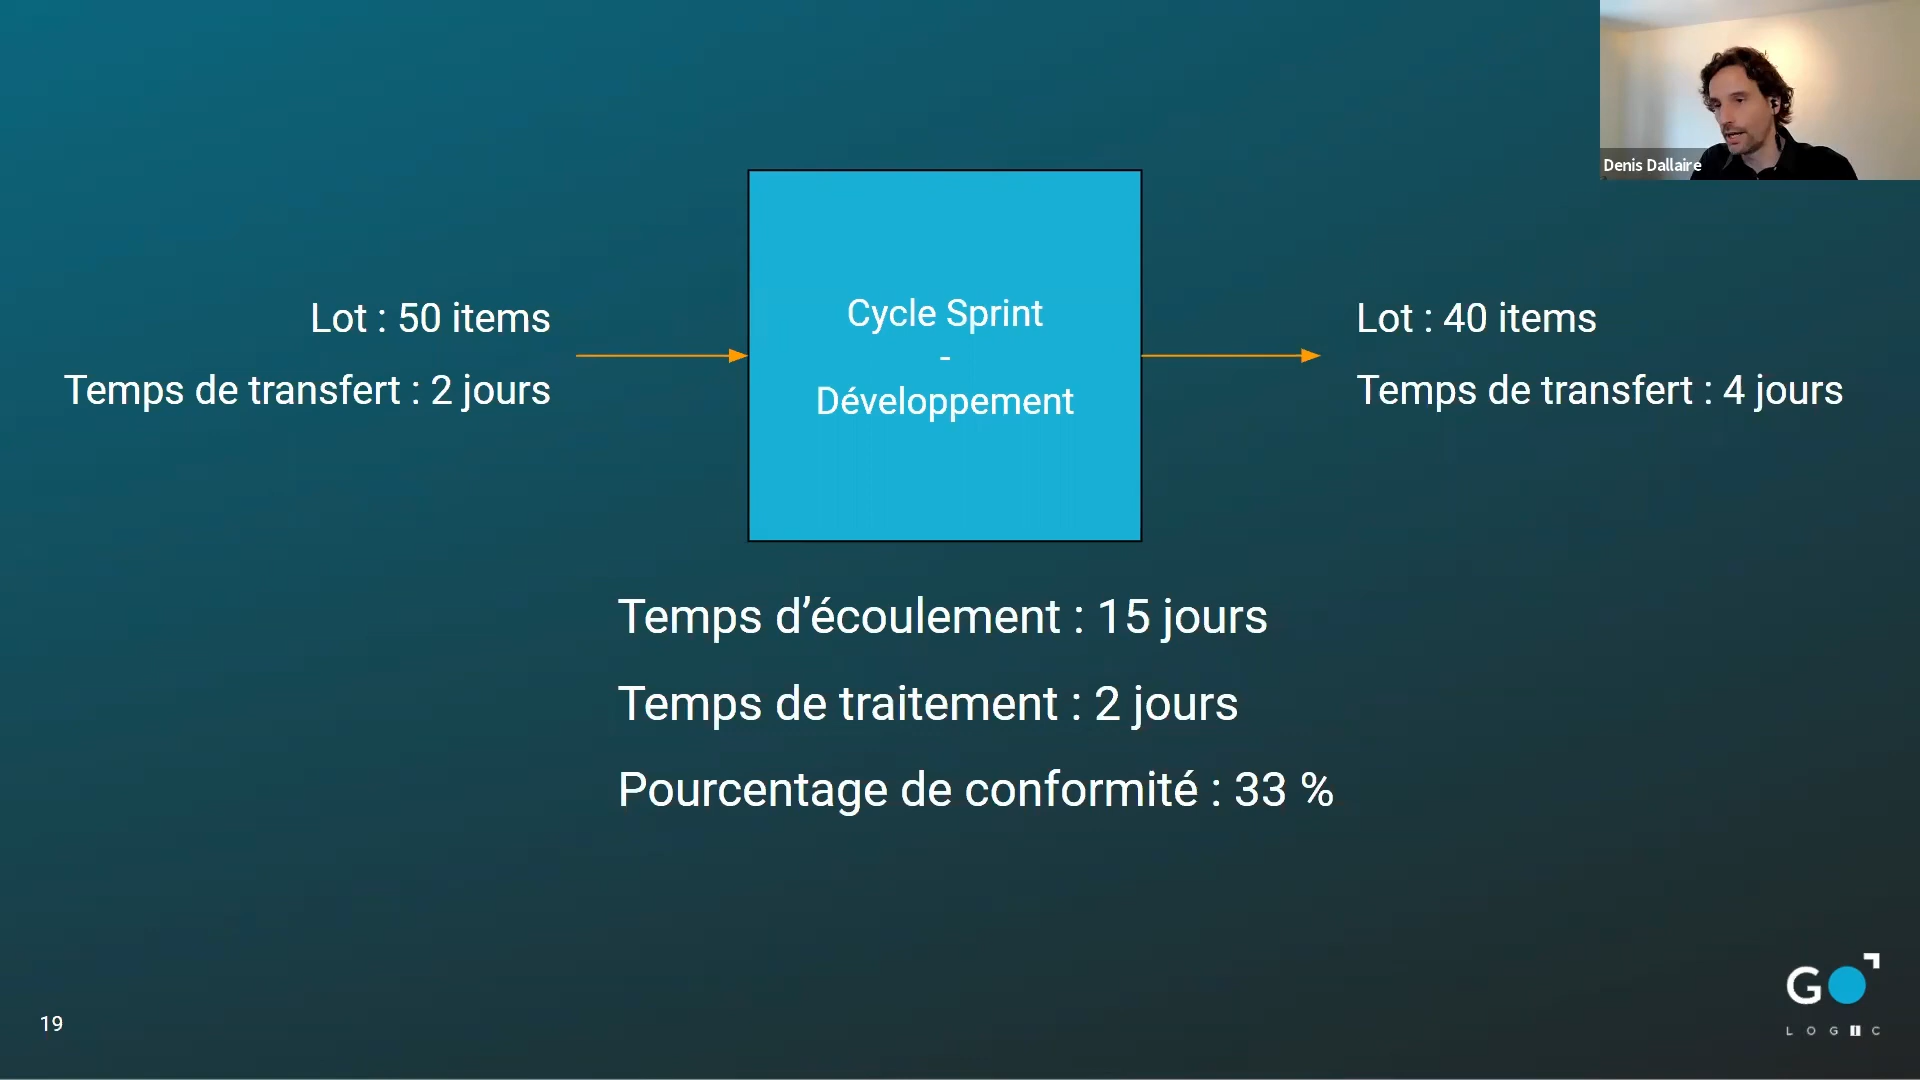 Denis Dallaire
Lot : 50 items
Temps de transfert : 2 jours
Cycle Sprint
-
Développement
Lot : 40 items
Temps de transfert : 4 jours
Temps d’écoulement : 15 jours
Temps de traitement : 2 jours
Pourcentage de conformité : 33 %
19
GO
LOGIC